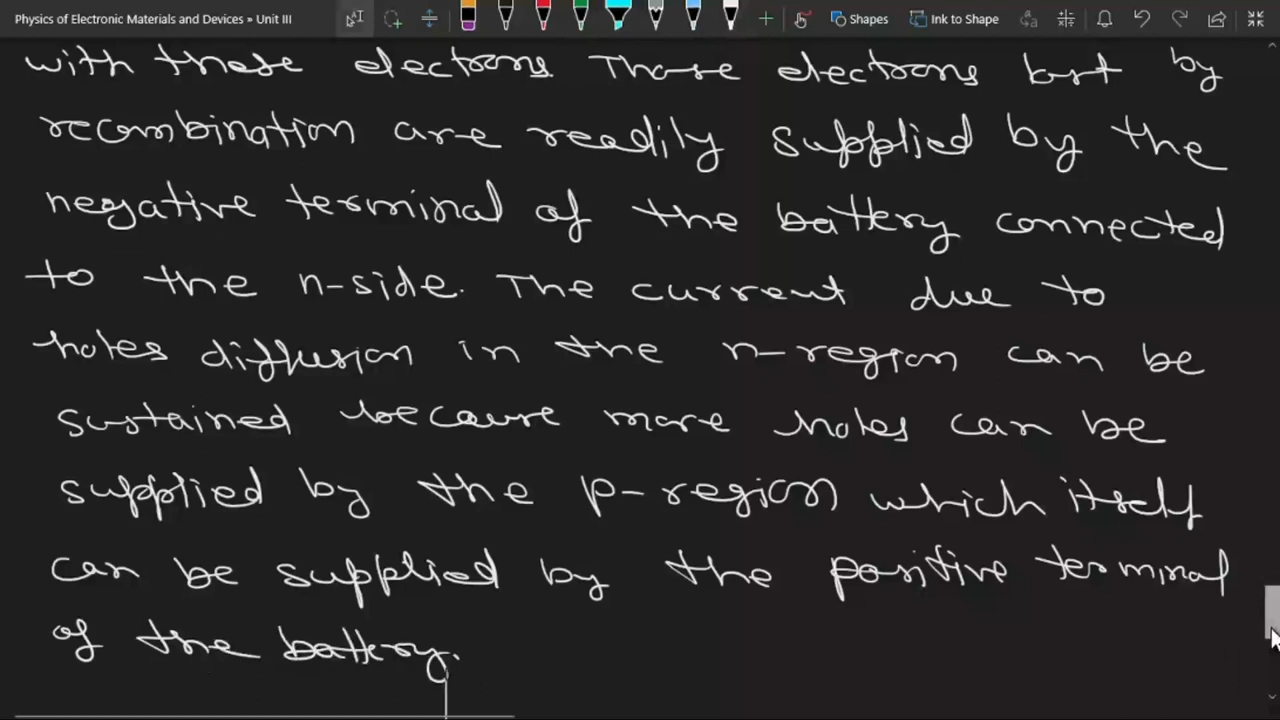 Physics of Electronic Materials and Devices » Unit III
Shapes
Ink to Shape
with these electrons Those electrons lost by
recombination are readily supplied by the
negative terminal of the battery connected
to the n-side. The current due to
holes diffusion in the n-region can be
sustained because more holes can be
supplied by the p-region which itself
can be supplied by the positive terminal
of the battery.